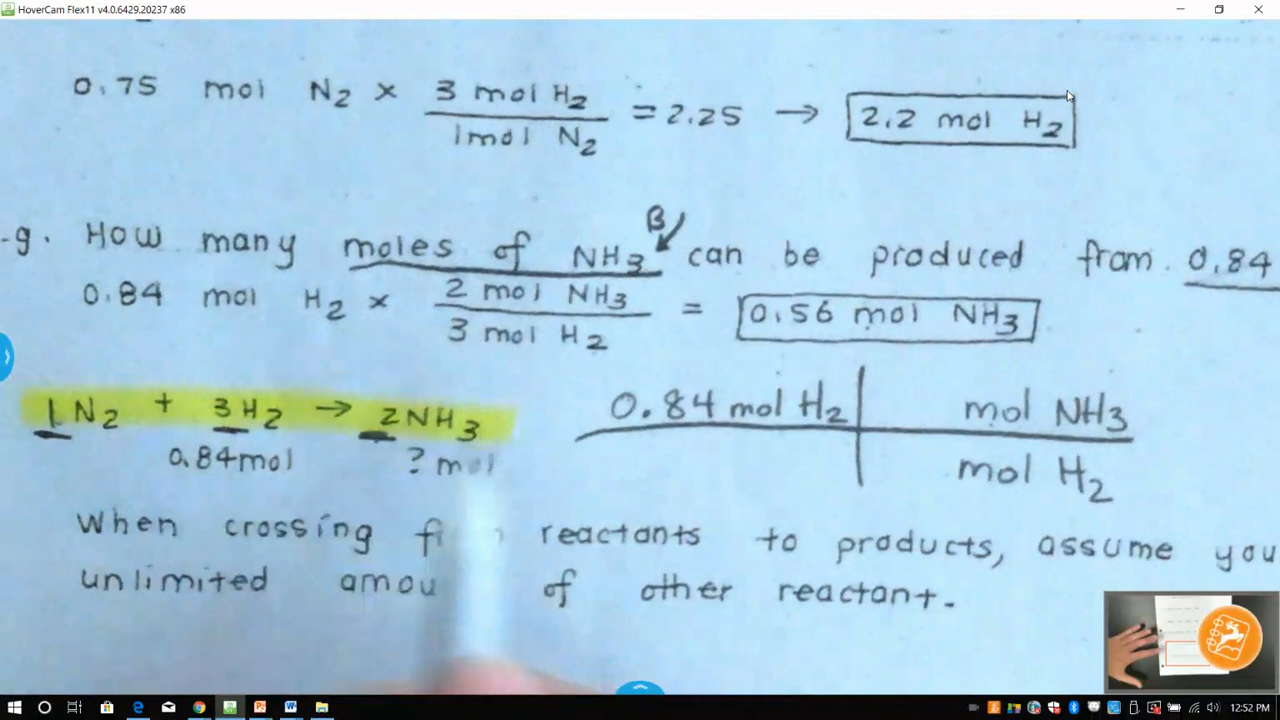 HoverCam Flex11 v4.0.6429.20237 x86
0.75 mol N2 × 3 mol H2 / 1mol N2 = 2.25 → 2.2 mol H2
B
-g. How many moles of NH3 can be produced from 0.84
0.84 mol H2 × 2 mol NH3 / 3 mol H2 = 0.56 mol NH3
1N2 + 3H2 → 2NH3
0.84mol ? mol
0.84 mol H2 | mol NH3
mol H2
When crossing reactants to products, assume you
unlimited of other reactant.
12:52 PM